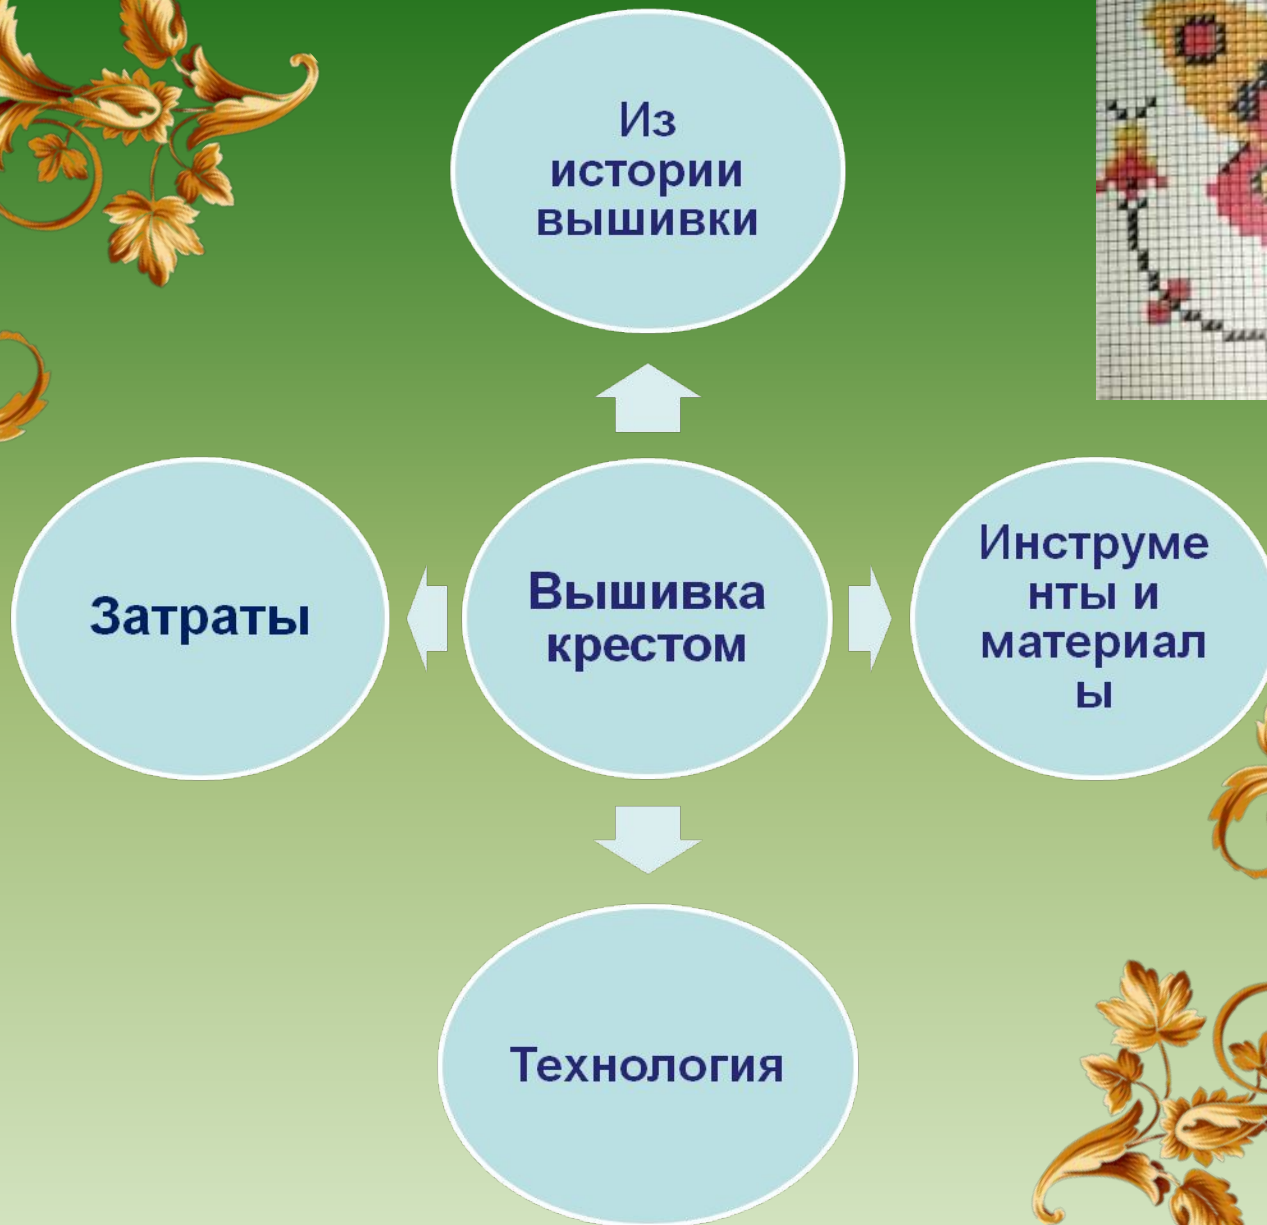 Из
истории
вышивки
Затраты
Вышивка
крестом
Инструме
нты и
материал
ы
Технология